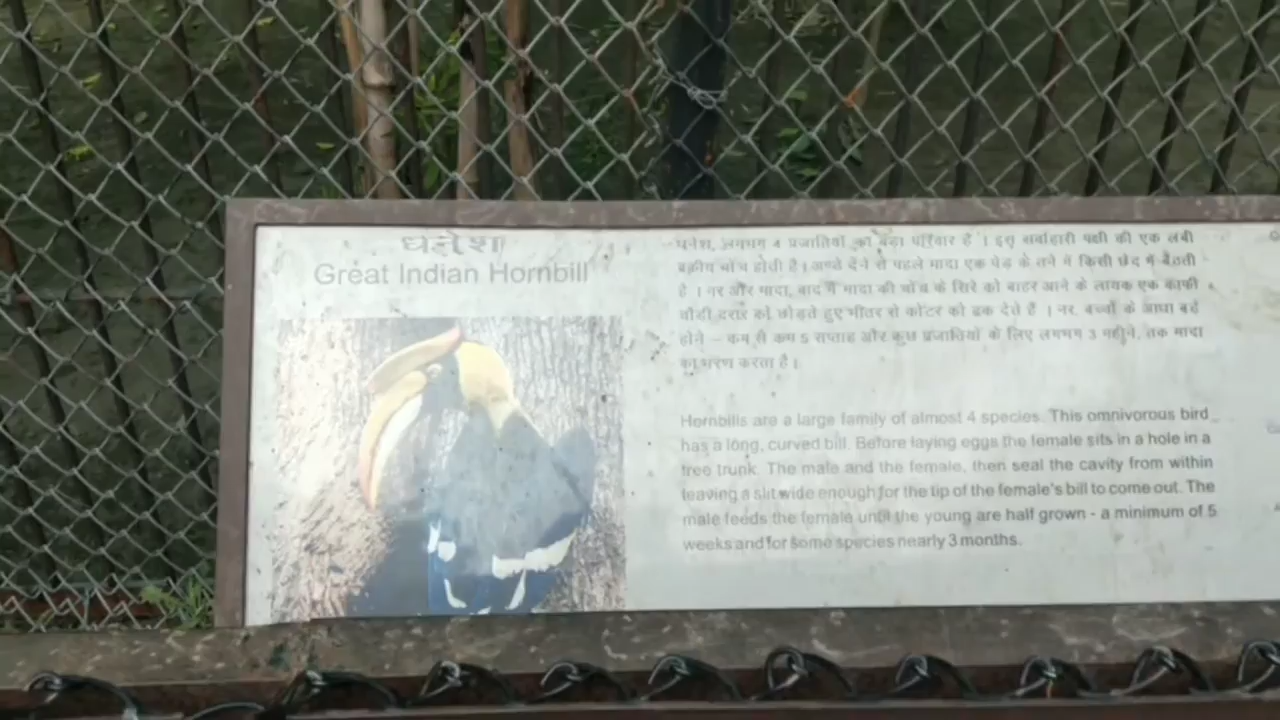 धनेश
Great Indian Hornbill
धनेश, लगभग 4 प्रजातियों का बड़ा परिवार है । इस सर्वाहारी पक्षी की एक लंबी
वक्रीय चोंच होती है । अण्डे देने से पहले मादा एक पेड़ के तने में किसी छेद में बैठती
है । नर और मादा, बाद में मादा की चोंच के सिरे को बाहर आने के लायक एक काफी
चौड़ी दरार को छोड़ते हुए भीतर से कोटर को ढक देते हैं । नर, बच्चों के आधा बड़े
होने – कम से कम 5 सप्ताह और कुछ प्रजातियों के लिए लगभग 3 महीने, तक मादा
का भरण करता है ।
Hornbills are a large family of almost 4 species. This omnivorous bird
has a long, curved bill. Before laying eggs the female sits in a hole in a
tree trunk. The male and the female, then seal the cavity from within
leaving a slit wide enough for the tip of the female's bill to come out. The
male feeds the female until the young are half grown - a minimum of 5
weeks and for some species nearly 3 months.